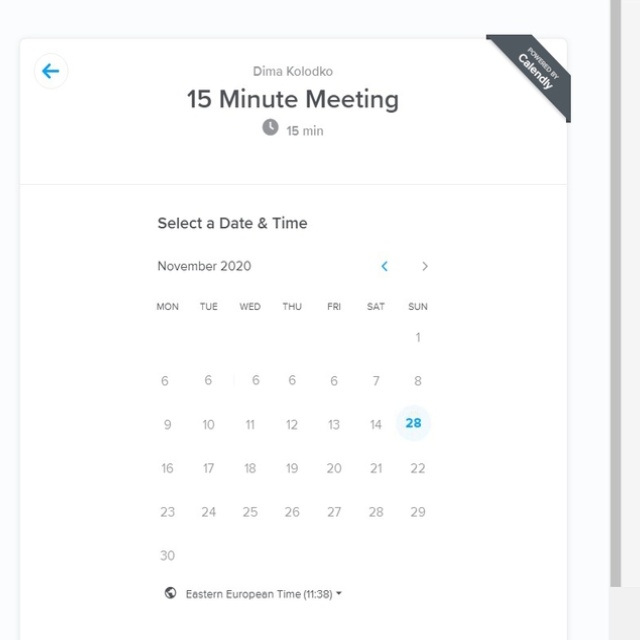 POWERED BY
Calendly
Dima Kolodko
15 Minute Meeting
15 min
Select a Date & Time
November 2020
MON TUE WED THU FRI SAT SUN
1
6 6 6 6 6 7 8
9 10 11 12 13 14 28
16 17 18 19 20 21 22
23 24 25 26 27 28 29
30
Eastern European Time (11:38)